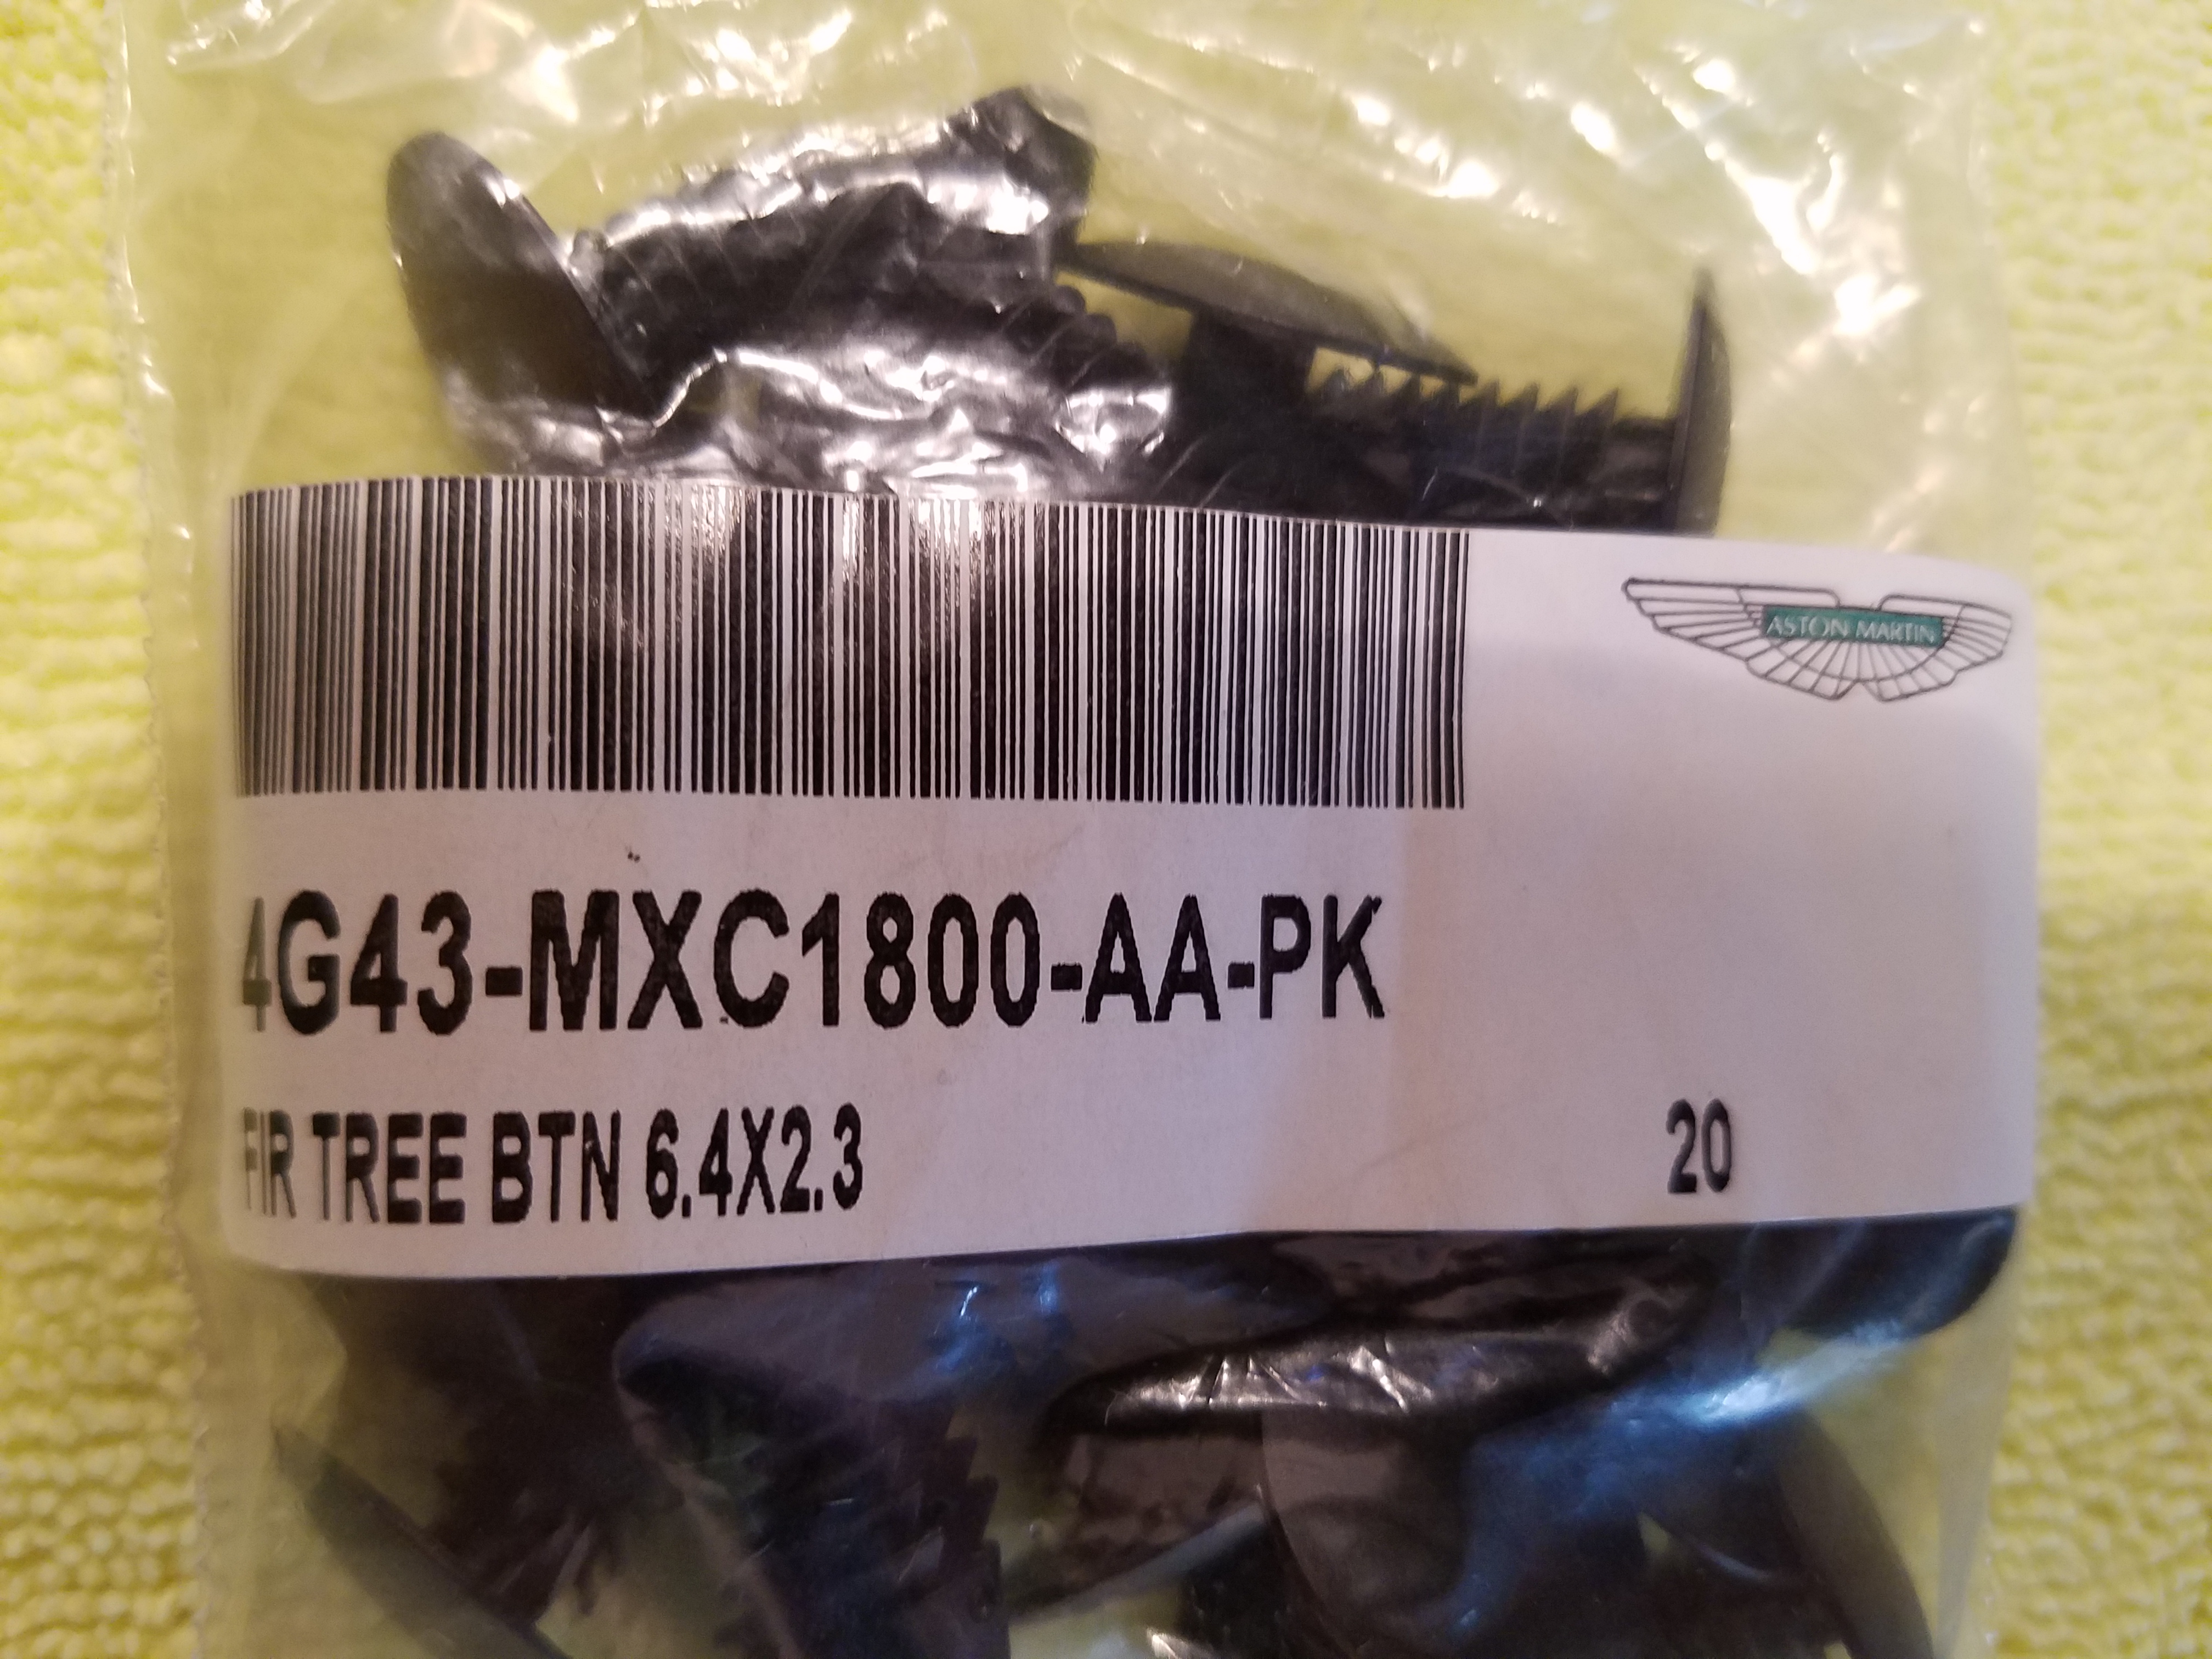 ASTON MARTIN
4G43-MXC1800-AA-PK
FIR TREE BTN 6.4X2.3
20